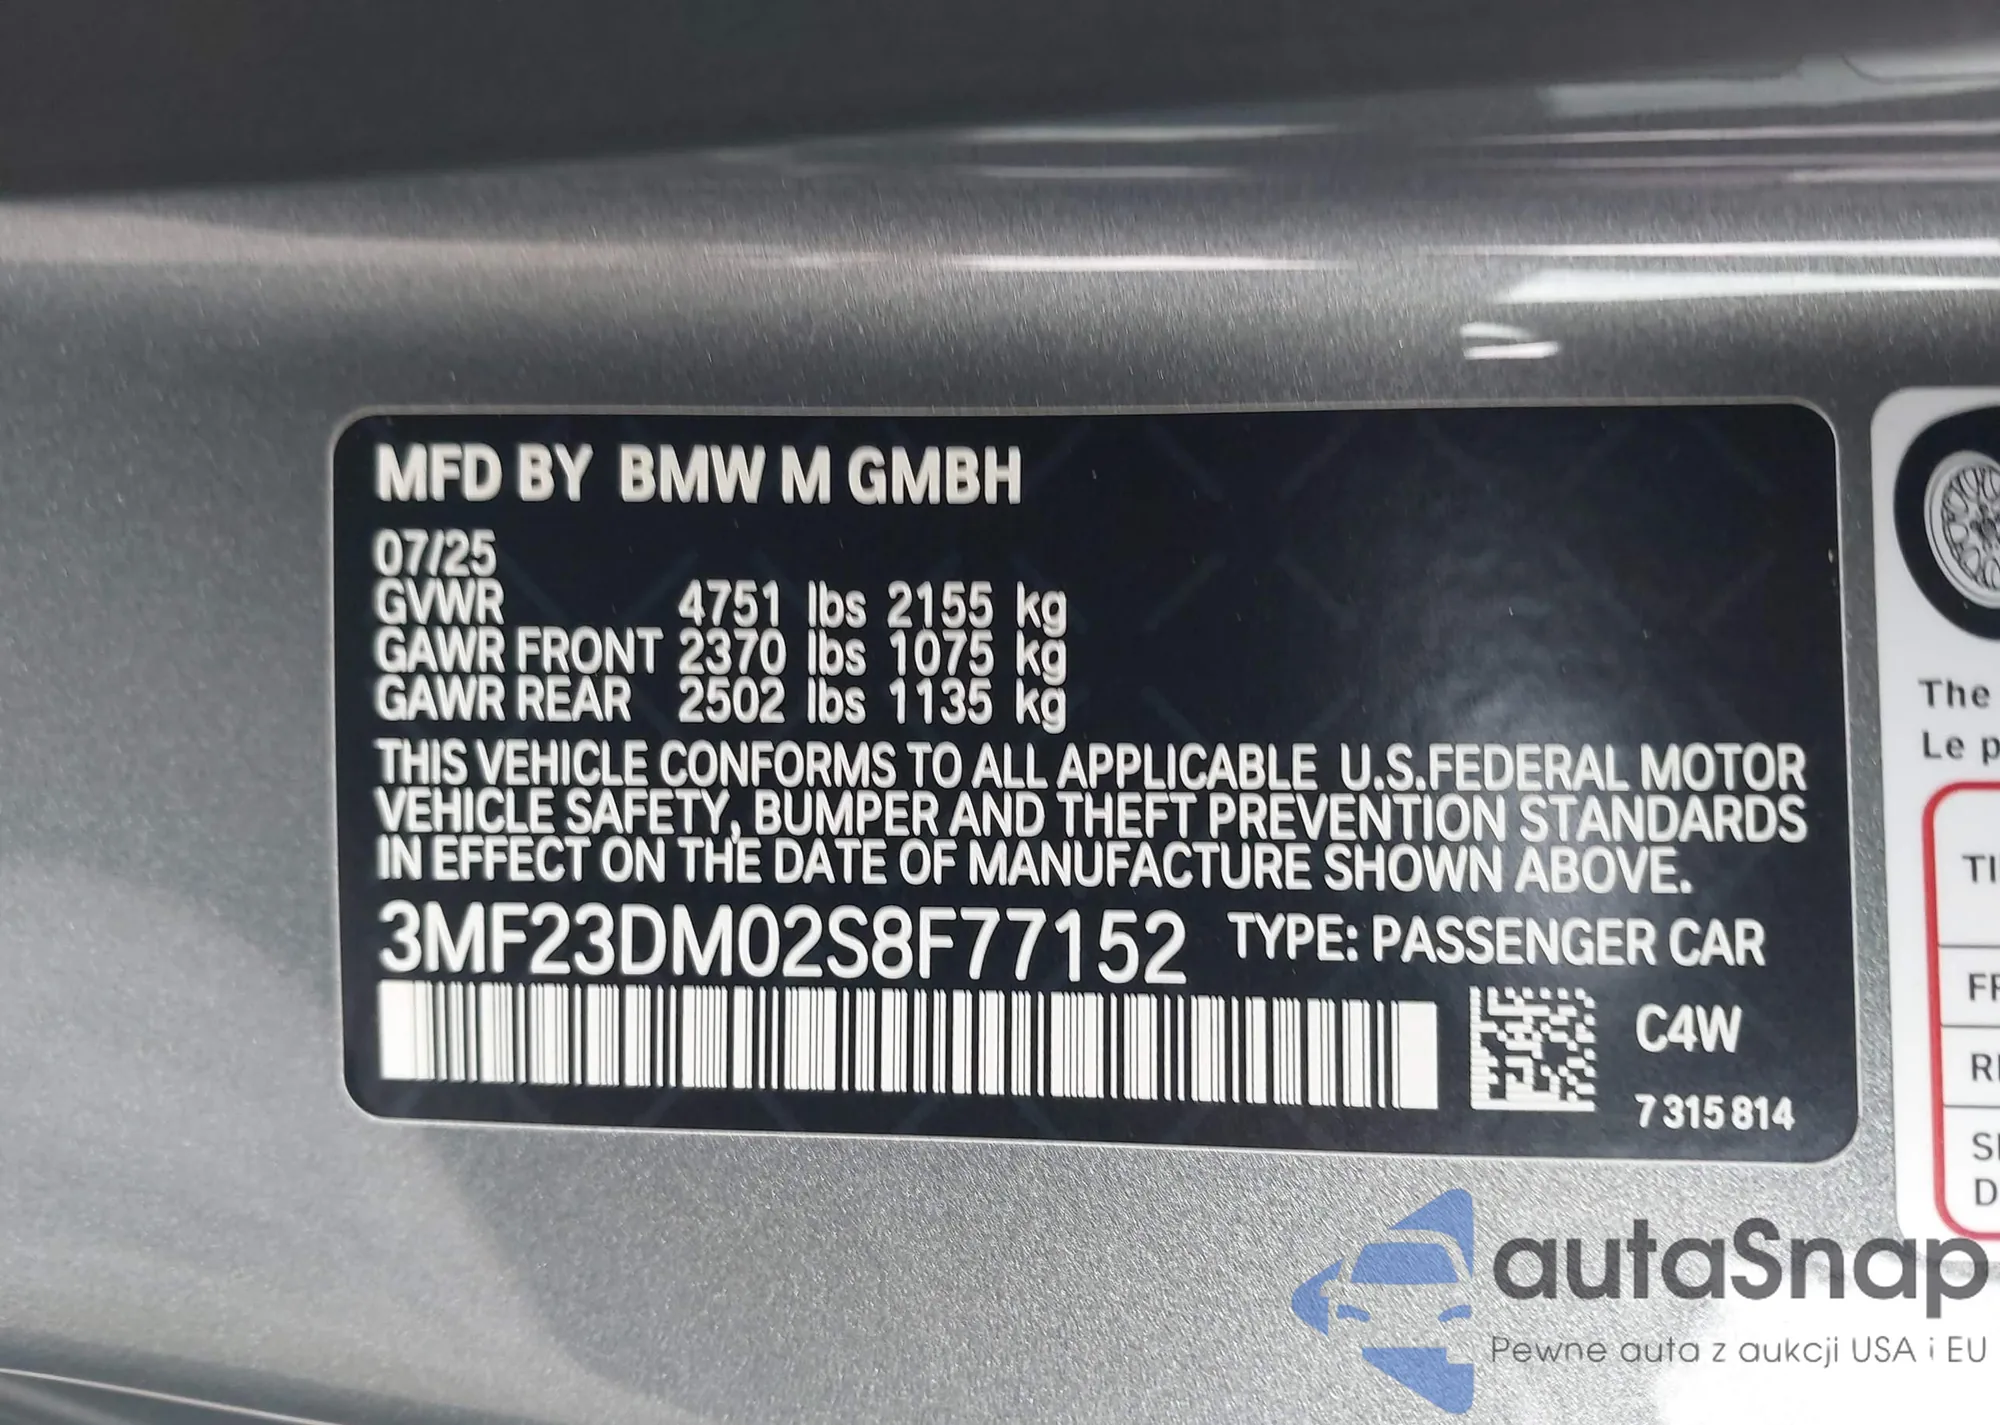 MFD BY BMW M GMBH
07/25
GVWR 4751 lbs 2155 kg
GAWR FRONT 2370 lbs 1075 kg
GAWR REAR 2502 lbs 1135 kg
THIS VEHICLE CONFORMS TO ALL APPLICABLE U.S.FEDERAL MOTOR
VEHICLE SAFETY, BUMPER AND THEFT PREVENTION STANDARDS
IN EFFECT ON THE DATE OF MANUFACTURE SHOWN ABOVE.
3MF23DM02S8F77152 TYPE: PASSENGER CAR
C4W
7 315 814
The
Le
autaSnap
Pewne auta z aukcji USA i EU